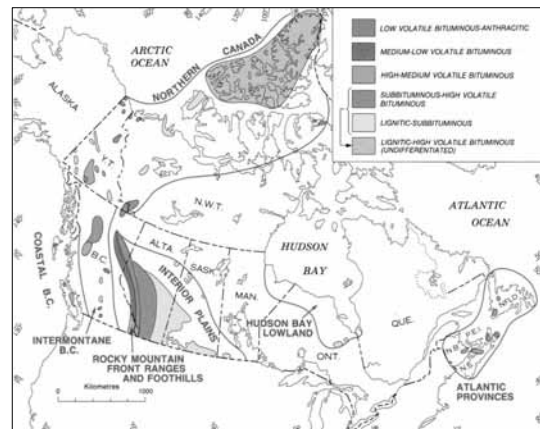 LOW VOLATILE BITUMINOUS-ANTHRACITIC
MEDIUM-LOW VOLATILE BITUMINOUS
HIGH-MEDIUM VOLATILE BITUMINOUS
SUBBITUMINOUS-HIGH VOLATILE
BITUMINOUS
LIGNITIC-SUBBITUMINOUS
LIGNITIC-HIGH VOLATILE BITUMINOUS
(UNDIFFERENTIATED)
ARCTIC
OCEAN
NORTHERN CANADA
ALASKA
Y.T.
N.W.T.
ATLANTIC
OCEAN
HUDSON
BAY
COASTAL B.C.
B.C.
ALTA
SASK.
MAN.
INTERIOR PLAINS
HUDSON BAY
LOWLAND
ONT.
QUE.
NFLD.
P.E.I.
N.B.
N.S.
INTERMONTANE
B.C.
ROCKY MOUNTAIN
FRONT RANGES
AND FOOTHILLS
ATLANTIC
PROVINCES
Kilometres
0 1000